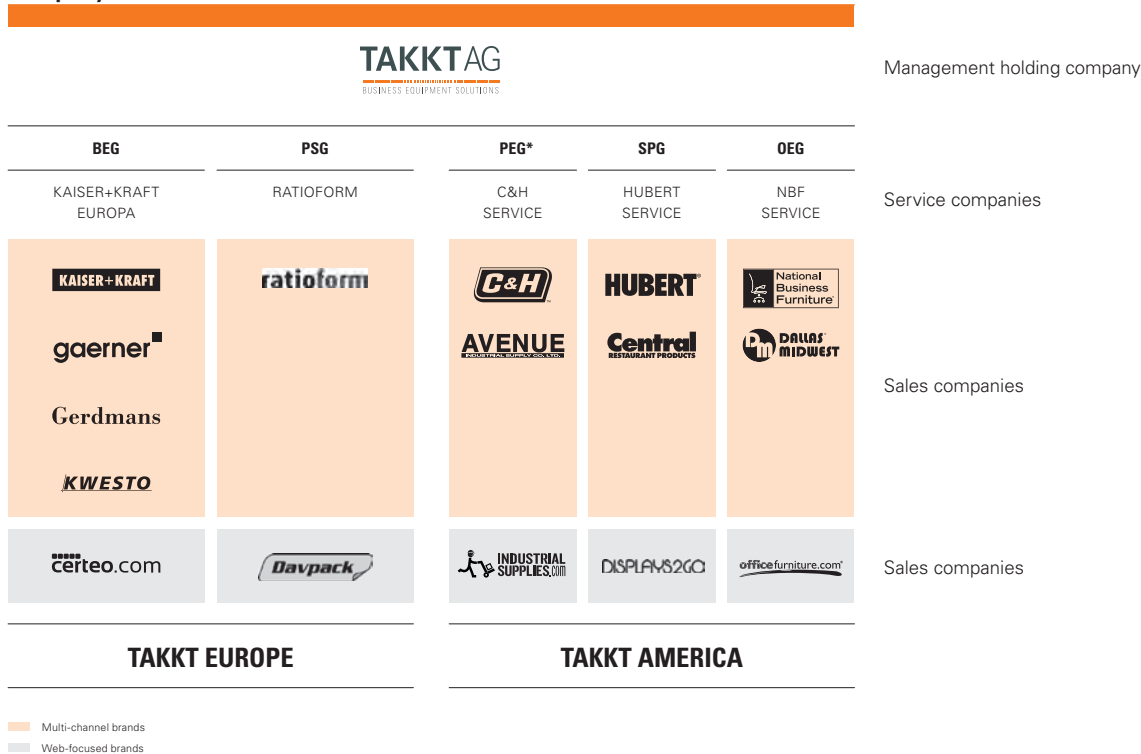 TAKKT AG
BUSINESS EQUIPMENT SOLUTIONS
Management holding company
BEG PSG PEG* SPG OEG
KAISER+KRAFT
EUROPA
RATIOFORM
C&H
SERVICE
HUBERT
SERVICE
NBF
SERVICE
Service companies
KAISER+KRAFT
gaerner
Gerdmans
KWESTO
ratioform
C&H
AVENUE
INDUSTRIAL SUPPLY CO. LTD.
HUBERT®
Central
RESTAURANT PRODUCTS
National
Business
Furniture
DM DALLAS
MIDWEST
Sales companies
certeo.com
Davpack
INDUSTRIAL
SUPPLIES.COM
DISPLAYS2GO
officefurniture.com
Sales companies
TAKKT EUROPE
TAKKT AMERICA
Multi-channel brands
Web-focused brands